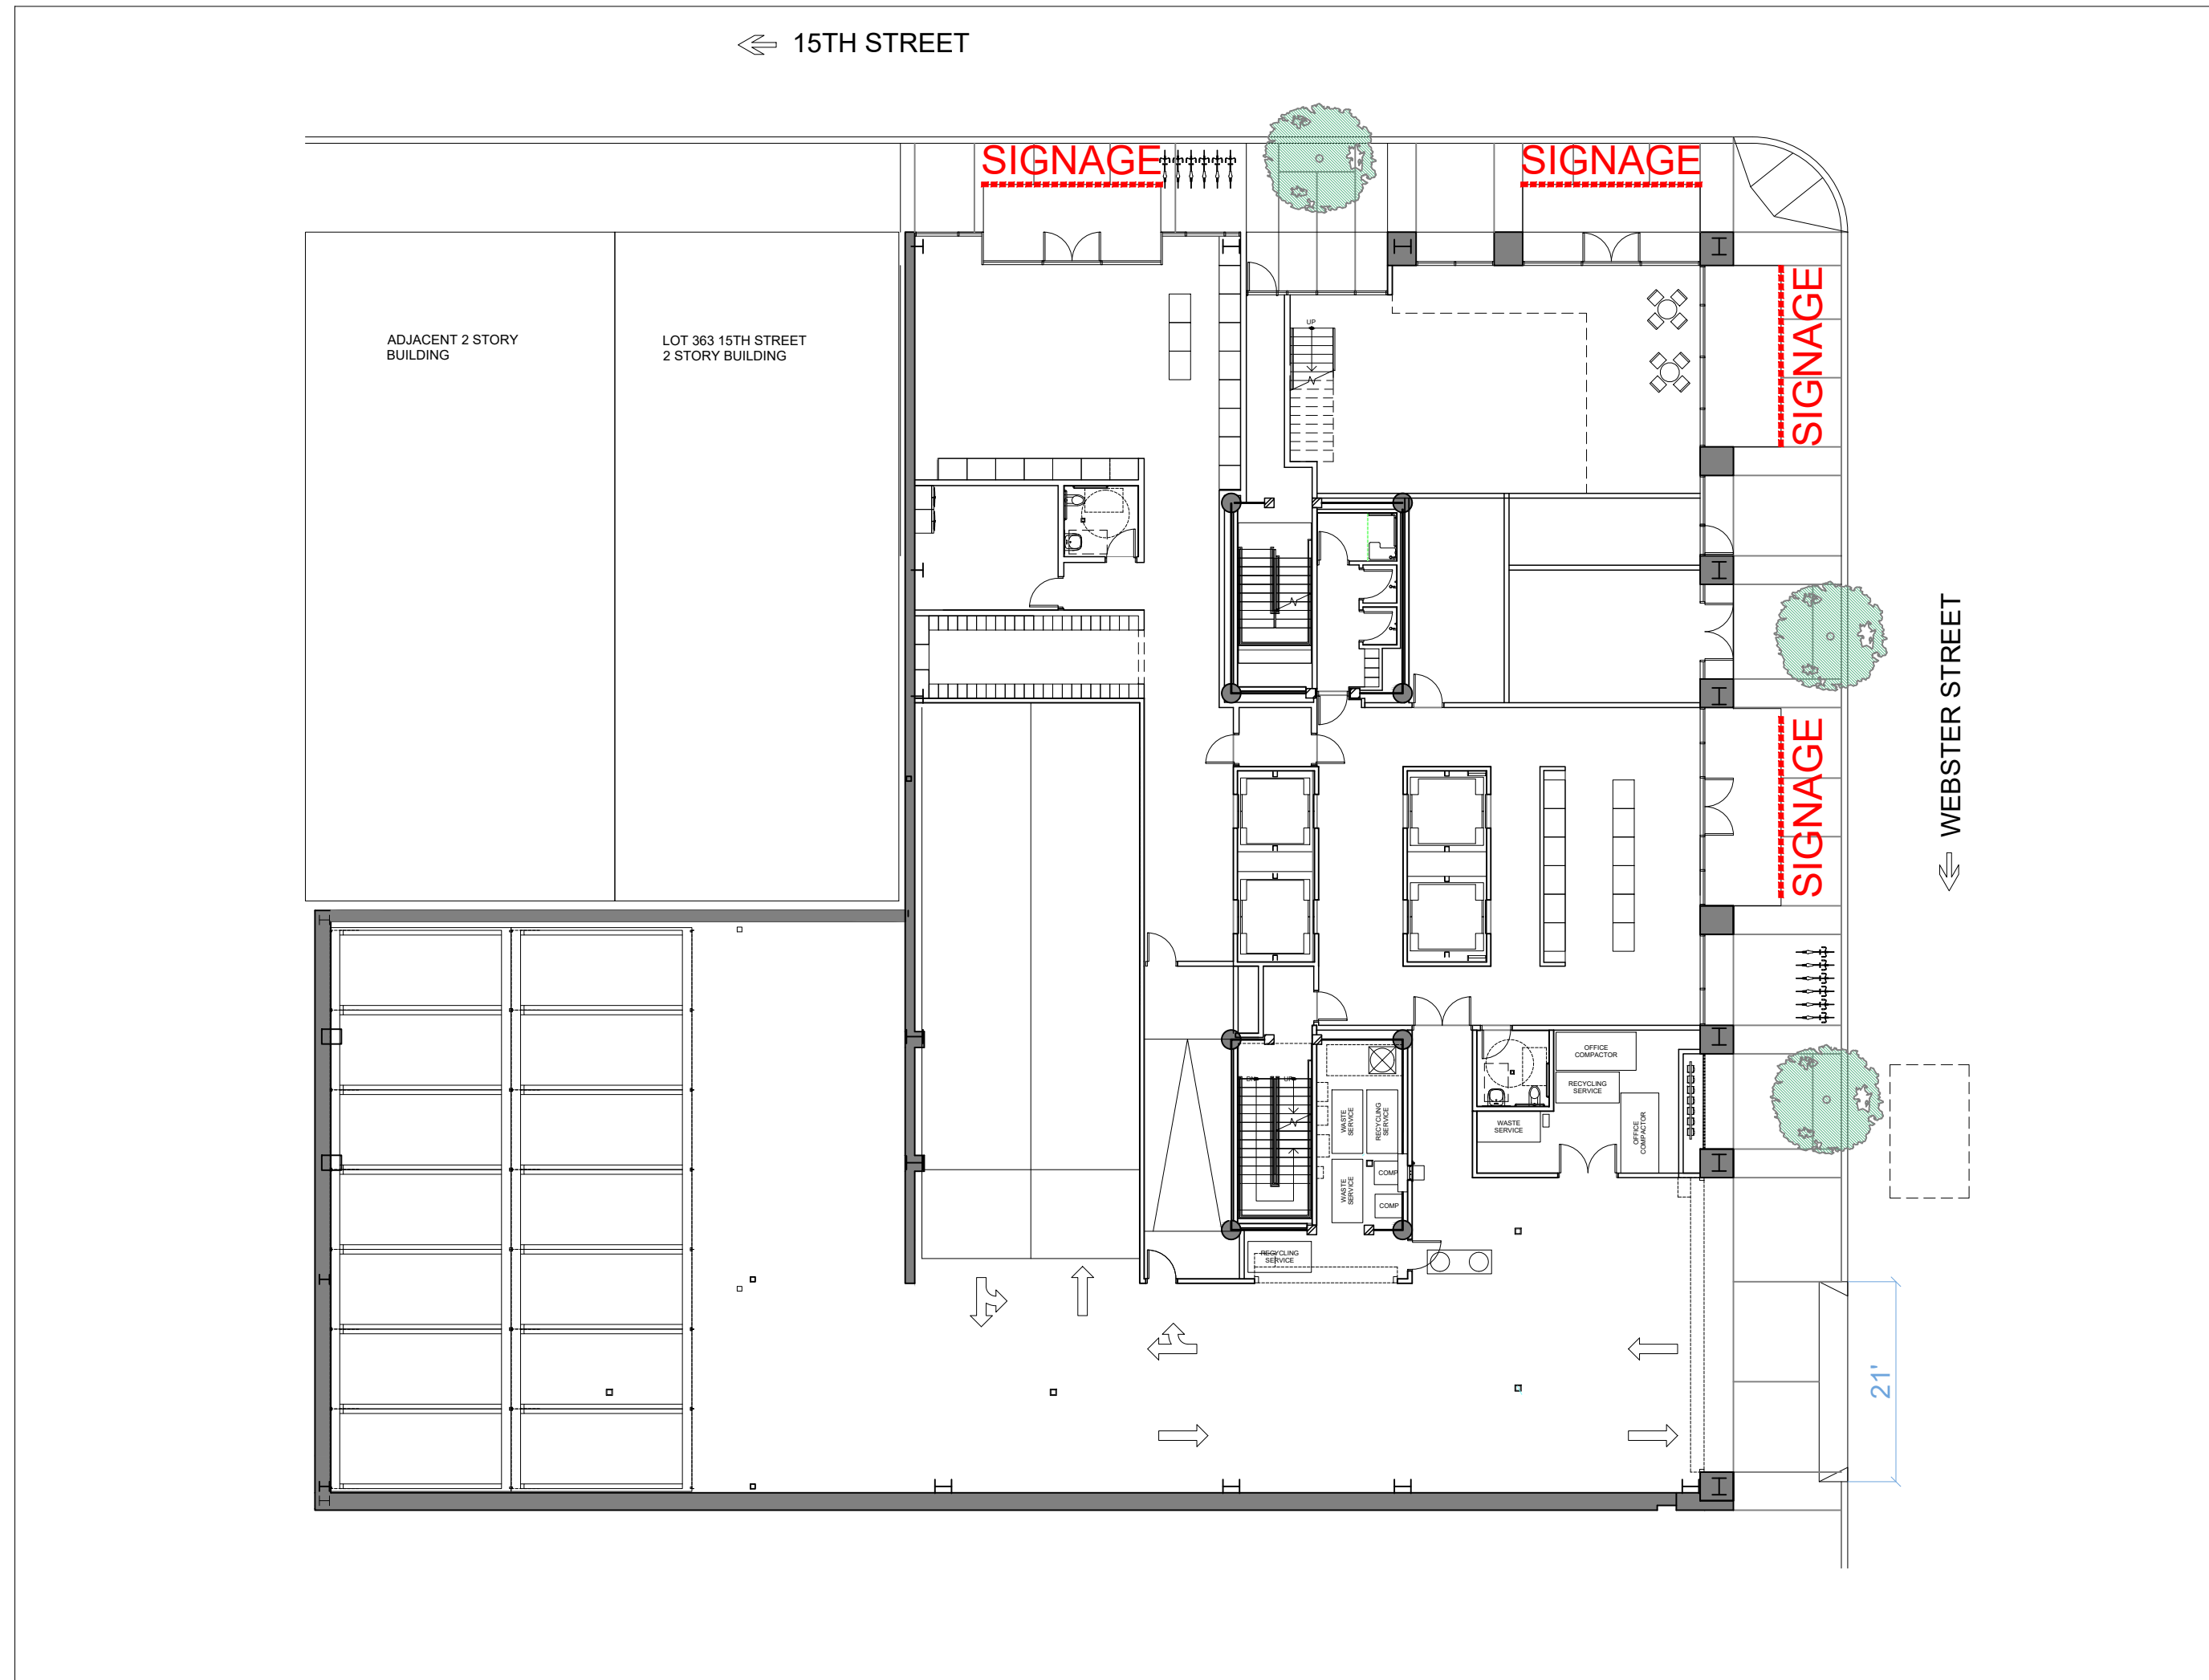 15TH STREET
SIGNAGE
SIGNAGE
SIGNAGE
ADJACENT 2 STORY
BUILDING
LOT 363 15TH STREET
2 STORY BUILDING
UP
WEBSTER STREET
SIGNAGE
OFFICE
COMPACTOR
RECYCLING
SERVICE
DN
UP
WASTE
SERVICE
RECYCLING
SERVICE
WASTE
SERVICE
OFFICE
COMPACTOR
COMP
WASTE
SERVICE
COMP
RECYCLING
SERVICE
21'